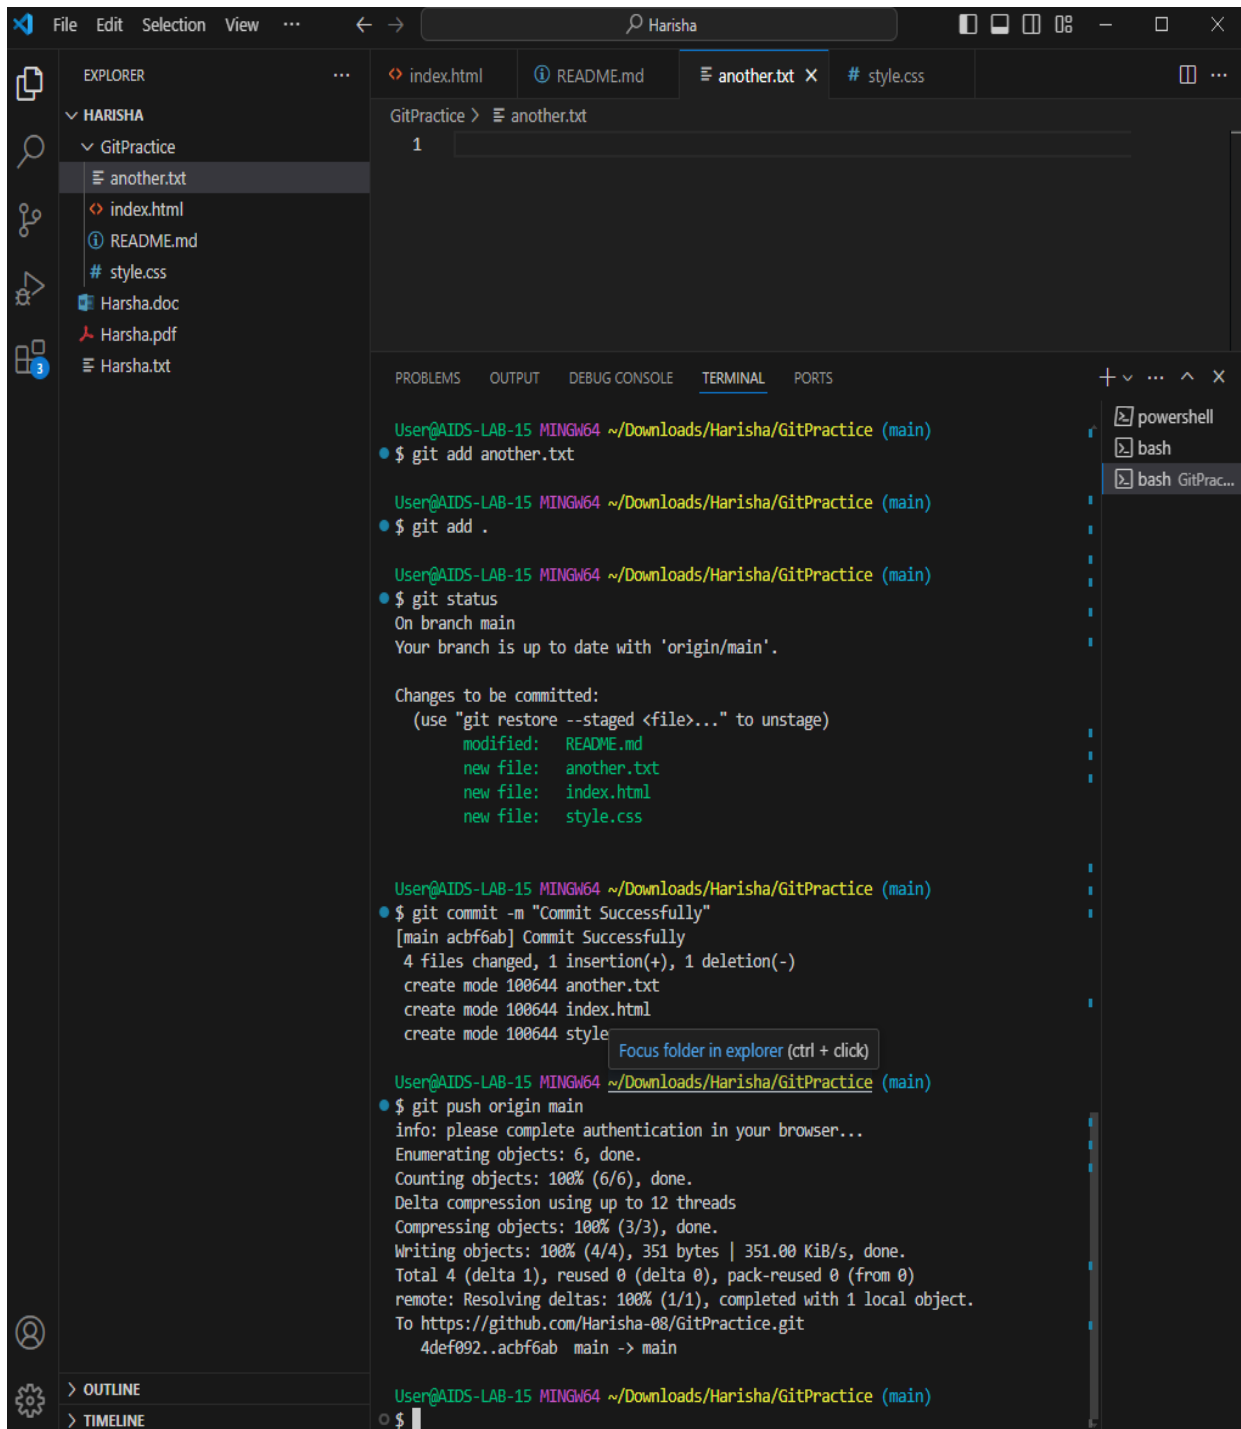 File Edit Selection View ··· Harisha
EXPLORER ···
HARISHA
GitPractice
another.txt
index.html
README.md
style.css
Harsha.doc
Harsha.pdf
Harsha.txt
3
OUTLINE
TIMELINE
index.html README.md another.txt style.css
GitPractice > another.txt
1
PROBLEMS OUTPUT DEBUG CONSOLE TERMINAL PORTS
powershell
bash
bash GitPrac...
User@AIDS-LAB-15 MINGW64 ~/Downloads/Harisha/GitPractice (main)
$ git add another.txt
User@AIDS-LAB-15 MINGW64 ~/Downloads/Harisha/GitPractice (main)
$ git add .
User@AIDS-LAB-15 MINGW64 ~/Downloads/Harisha/GitPractice (main)
$ git status
On branch main
Your branch is up to date with 'origin/main'.
Changes to be committed:
(use "git restore --staged <file>..." to unstage)
modified: README.md
new file: another.txt
new file: index.html
new file: style.css
User@AIDS-LAB-15 MINGW64 ~/Downloads/Harisha/GitPractice (main)
$ git commit -m "Commit Successfully"
[main acbf6ab] Commit Successfully
4 files changed, 1 insertion(+), 1 deletion(-)
create mode 100644 another.txt
create mode 100644 index.html
create mode 100644 style
Focus folder in explorer (ctrl + click)
User@AIDS-LAB-15 MINGW64 ~/Downloads/Harisha/GitPractice (main)
$ git push origin main
info: please complete authentication in your browser...
Enumerating objects: 6, done.
Counting objects: 100% (6/6), done.
Delta compression using up to 12 threads
Compressing objects: 100% (3/3), done.
Writing objects: 100% (4/4), 351 bytes | 351.00 KiB/s, done.
Total 4 (delta 1), reused 0 (delta 0), pack-reused 0 (from 0)
remote: Resolving deltas: 100% (1/1), completed with 1 local object.
To https://github.com/Harisha-08/GitPractice.git
4def092..acbf6ab main -> main
User@AIDS-LAB-15 MINGW64 ~/Downloads/Harisha/GitPractice (main)
$